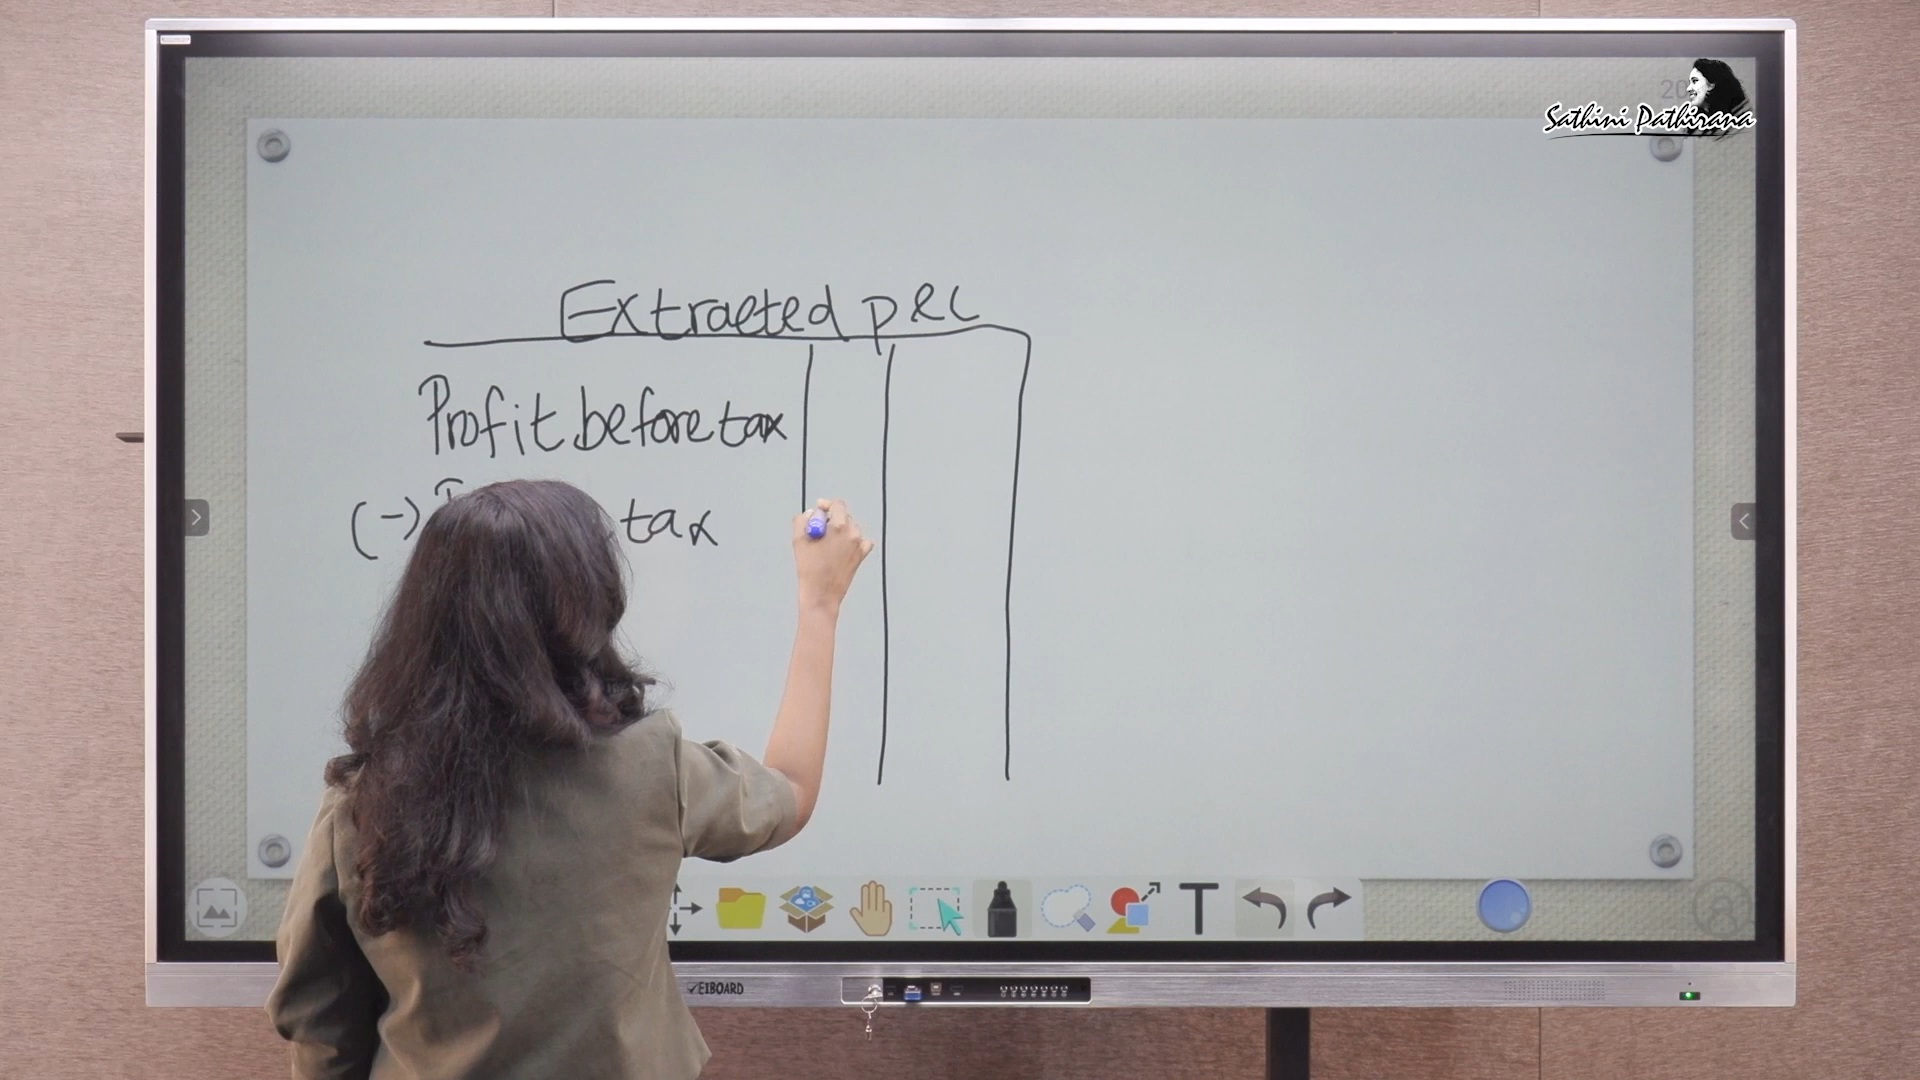 Sathini Pathirana
Extracted P&L
Profit before tax
(-) tax
T
EIBOARD